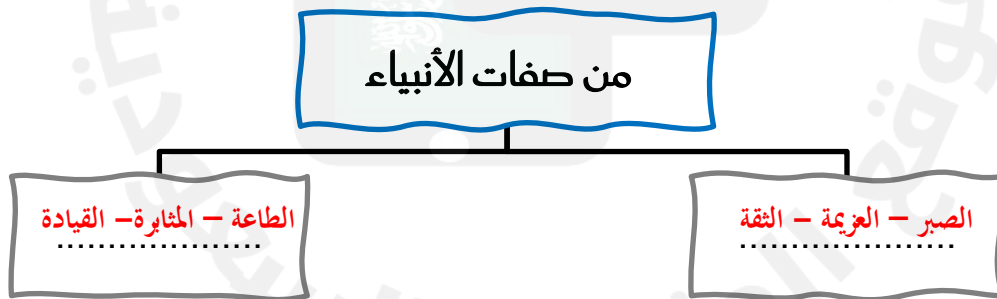 من صفات الأنبياء
الصبر – العزيمة – الثقة
....................
الطاعة – المثابرة– القيادة
...................